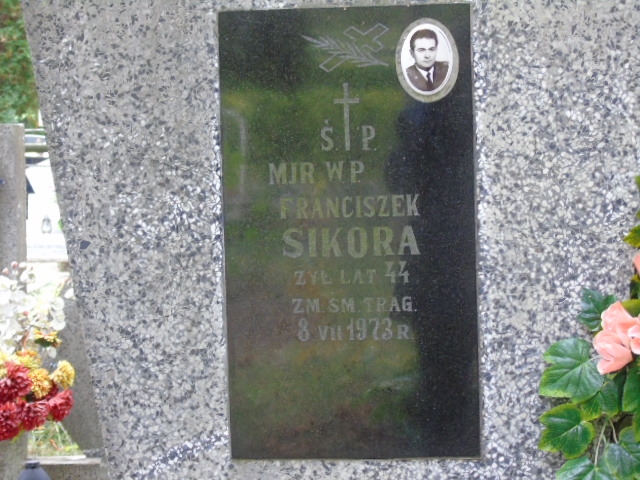 Ś. P.
MJR W.P.
FRANCISZEK
SIKORA
ŻYŁ LAT 44
ZM. ŚM. TRAG.
8 VII 1973 R.